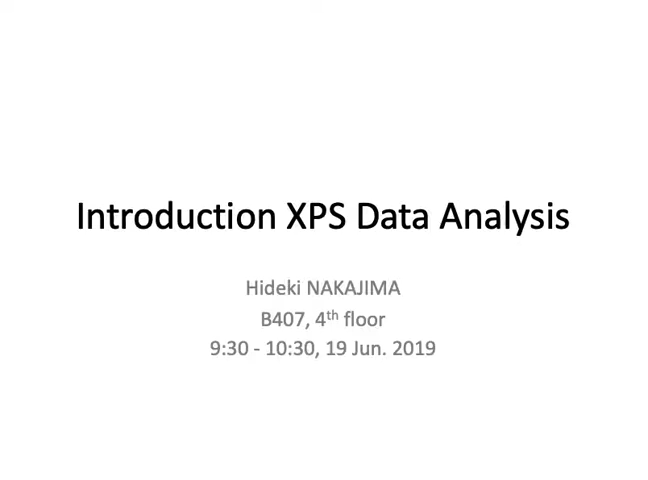 Introduction XPS Data Analysis
Hideki NAKAJIMA
B407, 4th floor
9:30 - 10:30, 19 Jun. 2019